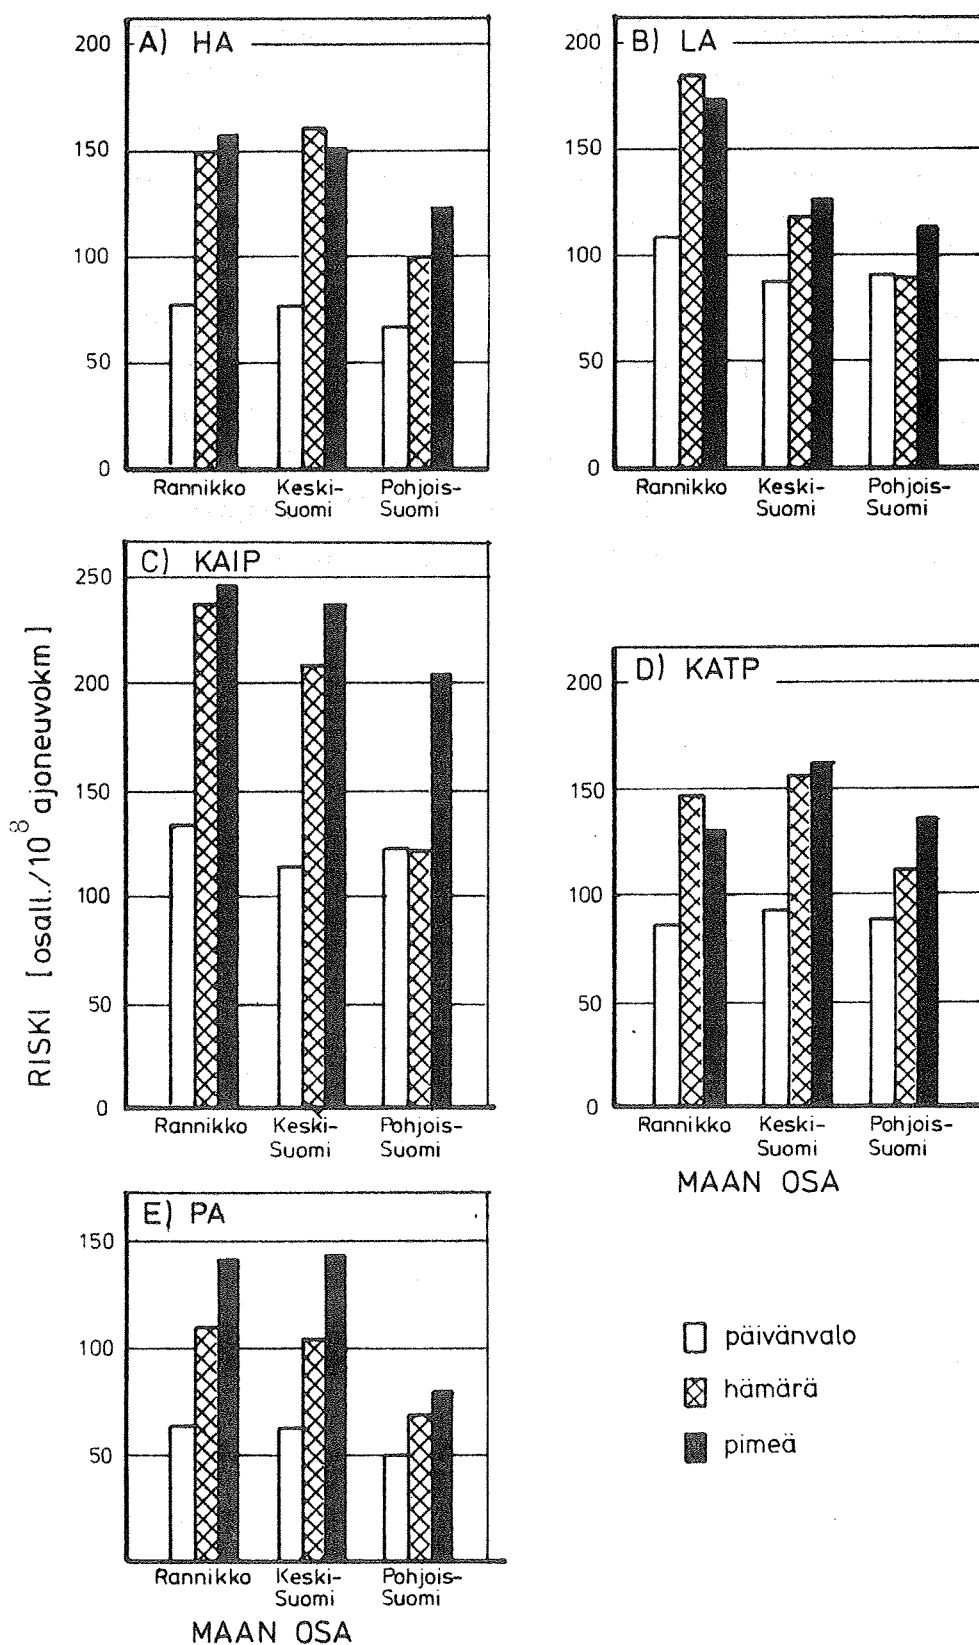 A) HA
200
150
100
50
0
Rannikko Keski-Suomi Pohjois-Suomi
B) LA
200
150
100
50
0
Rannikko Keski-Suomi Pohjois-Suomi
RISKI [osall./10⁸ ajoneuvokm]
C) KAIP
250
200
150
100
50
0
Rannikko Keski-Suomi Pohjois-Suomi
D) KATP
200
150
100
50
0
Rannikko Keski-Suomi Pohjois-Suomi
MAAN OSA
E) PA
150
100
50
Rannikko Keski-Suomi Pohjois-Suomi
MAAN OSA
päivänvalo
hämärä
pimeä